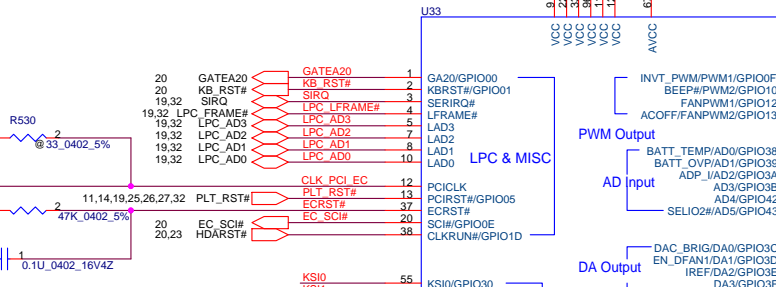 U33
9
VCC VCC VCC VCC VCC VCC AVCC
20 GATEA20 GATEA20 1 GA20/GPIO00 INVT_PWM/PWM1/GPIO0F
20 KB_RST# KB_RST# 2 KBRST#/GPIO01 BEEP#/PWM2/GPIO10
19,32 SIRQ SIRQ 3 SERIRQ# FANPWM1/GPIO12
19,32 LPC_FRAME# LPC_LFRAME# 4 LFRAME# ACOFF/FANPWM2/GPIO13
19,32 LPC_AD3 LPC_AD3 5 LAD3
R530 19,32 LPC_AD2 LPC_AD2 7 LAD2 PWM Output
2 19,32 LPC_AD1 LPC_AD1 8 LAD1 LPC & MISC BATT_TEMP/AD0/GPIO38
@33_0402_5% 19,32 LPC_AD0 LPC_AD0 10 LAD0 BATT_OVP/AD1/GPIO39
ADP_I/AD2/GPIO3A
CLK_PCI_EC 12 PCICLK AD Input AD3/GPIO3B
11,14,19,25,26,27,32 PLT_RST# PLT_RST# 13 PCIRST#/GPIO05 AD4/GPIO42
2 ECRST# 37 ECRST# SELIO2#/AD5/GPIO43
47K_0402_5%
20 EC_SCI# EC_SCI# 20 SCI#/GPIO0E
20,23 HDARST# 38 CLKRUN#/GPIO1D
DAC_BRIG/DA0/GPIO3C
1 EN_DFAN1/DA1/GPIO3D
0.1U_0402_16V4Z DA Output IREF/DA2/GPIO3E
KSI0 55 KSI0/GPIO30 DA3/GPIO3F